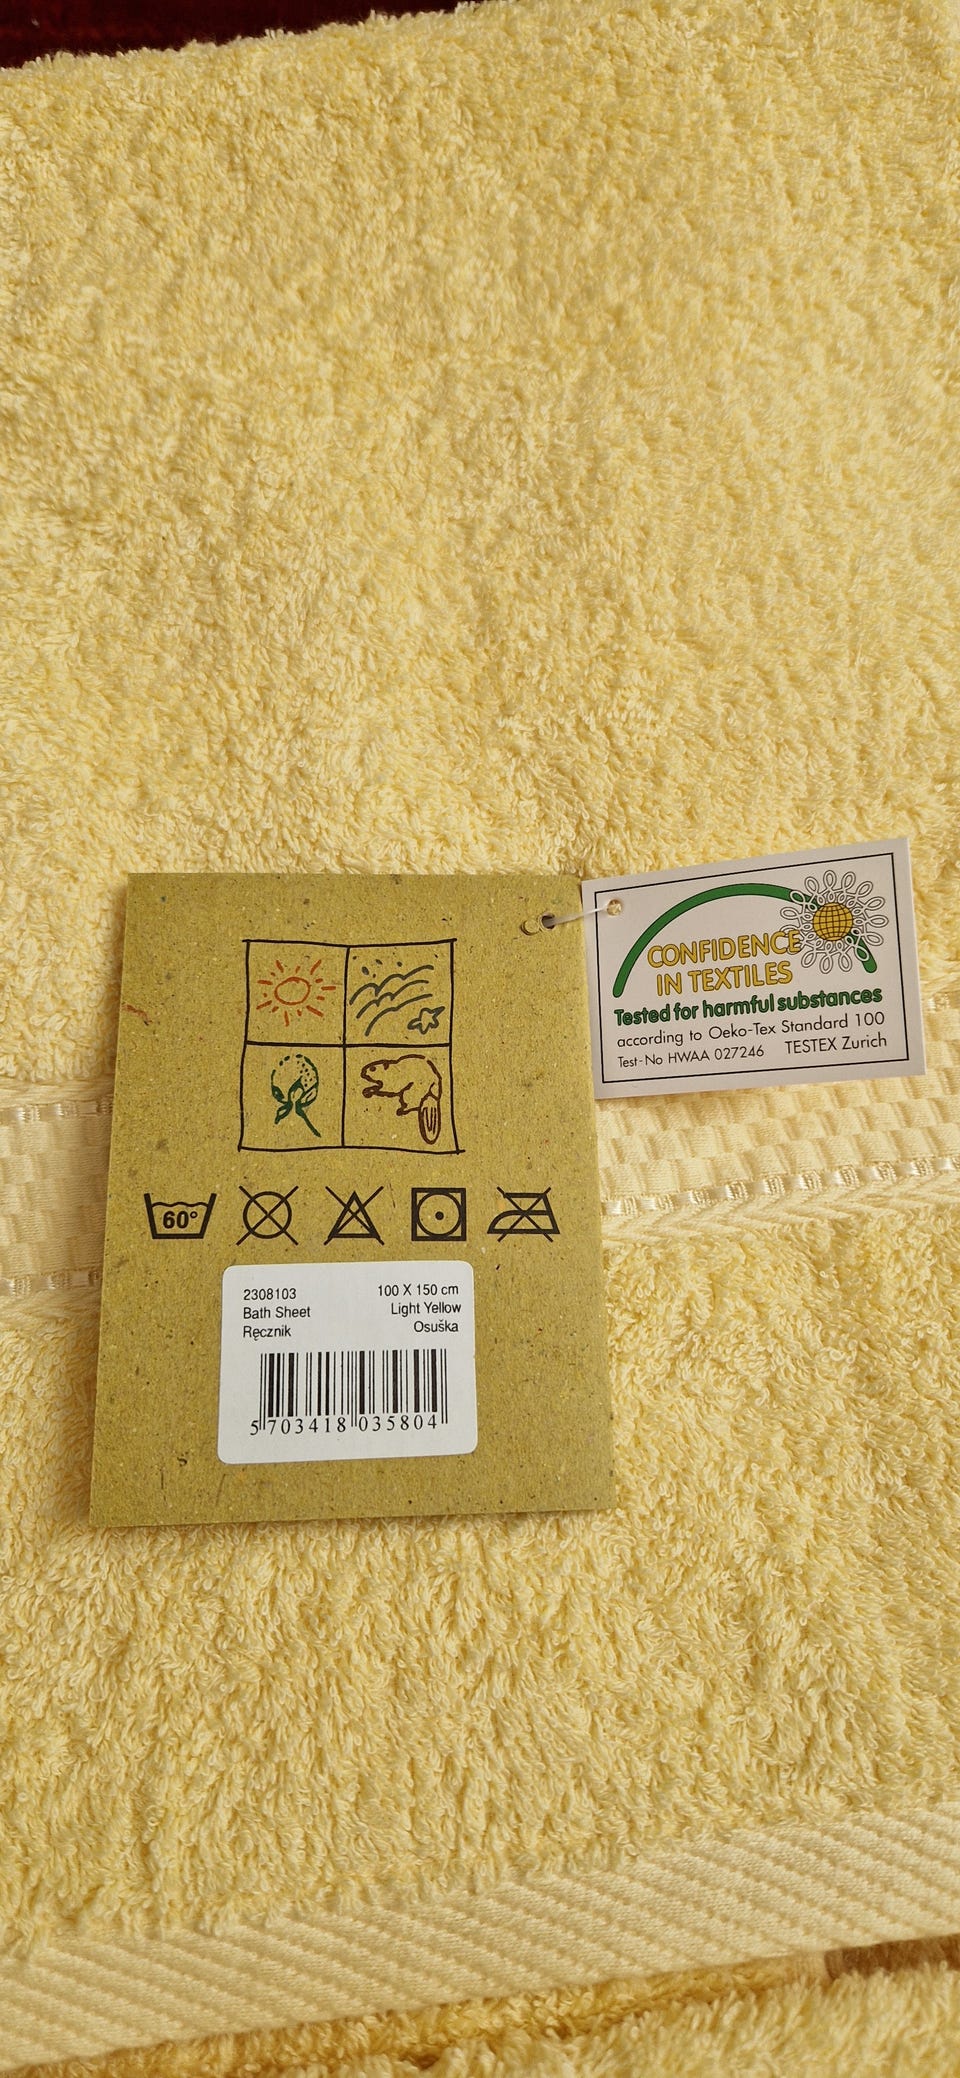 CONFIDENCE
IN TEXTILES
Tested for harmful substances
according to Oeko-Tex Standard 100
Test-No HWAA 027246 TESTEX Zurich
60°
2308103 100 X 150 cm
Bath Sheet Light Yellow
Ręcznik Osuška
5 703418 035804